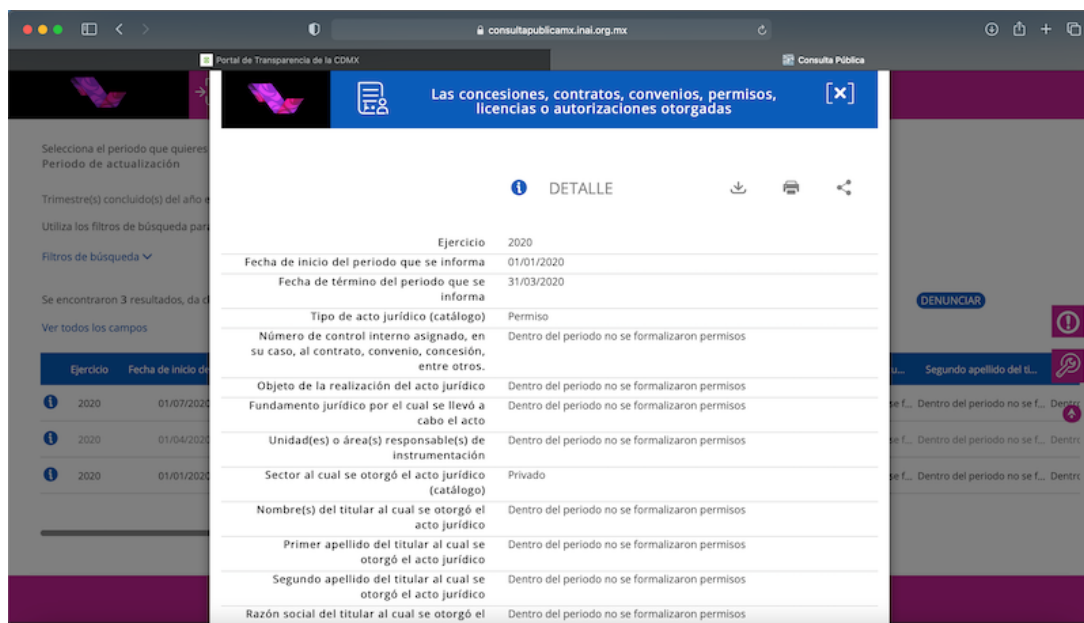 consultapublicamx.inai.org.mx
Portal de Transparencia de la CDMX
Consulta Pública
Las concesiones, contratos, convenios, permisos,
licencias o autorizaciones otorgadas
[×]
Selecciona el periodo que quieres
Periodo de actualización
Trimestre(s) concluido(s) del año
Utiliza los filtros de búsqueda para
Filtros de búsqueda
Se encontraron 3 resultados, da
Ver todos los campos
DENUNCIAR
DETALLE
Ejercicio 2020
Fecha de inicio del periodo que se informa 01/01/2020
Fecha de término del periodo que se 31/03/2020
informa
Tipo de acto jurídico (catálogo) Permiso
Número de control interno asignado, en Dentro del periodo no se formalizaron permisos
su caso, al contrato, convenio, concesión,
entre otros.
Objeto de la realización del acto jurídico Dentro del periodo no se formalizaron permisos
Fundamento jurídico por el cual se llevó a Dentro del periodo no se formalizaron permisos
cabo el acto
Unidad(es) o área(s) responsable(s) de Dentro del periodo no se formalizaron permisos
instrumentación
Sector al cual se otorgó el acto jurídico Privado
(catálogo)
Nombre(s) del titular al cual se otorgó el Dentro del periodo no se formalizaron permisos
acto jurídico
Primer apellido del titular al cual se Dentro del periodo no se formalizaron permisos
otorgó el acto jurídico
Segundo apellido del titular al cual se Dentro del periodo no se formalizaron permisos
otorgó el acto jurídico
Razón social del titular al cual se otorgó el Dentro del periodo no se formalizaron permisos
Ejercicio Fecha de inicio de u... Segundo apellido del ti...
2020 01/07/2020 se f... Dentro del periodo no se f... Dentro
2020 01/04/2020 se f... Dentro del periodo no se f... Dentro
2020 01/01/2020 se f... Dentro del periodo no se f... Dentro